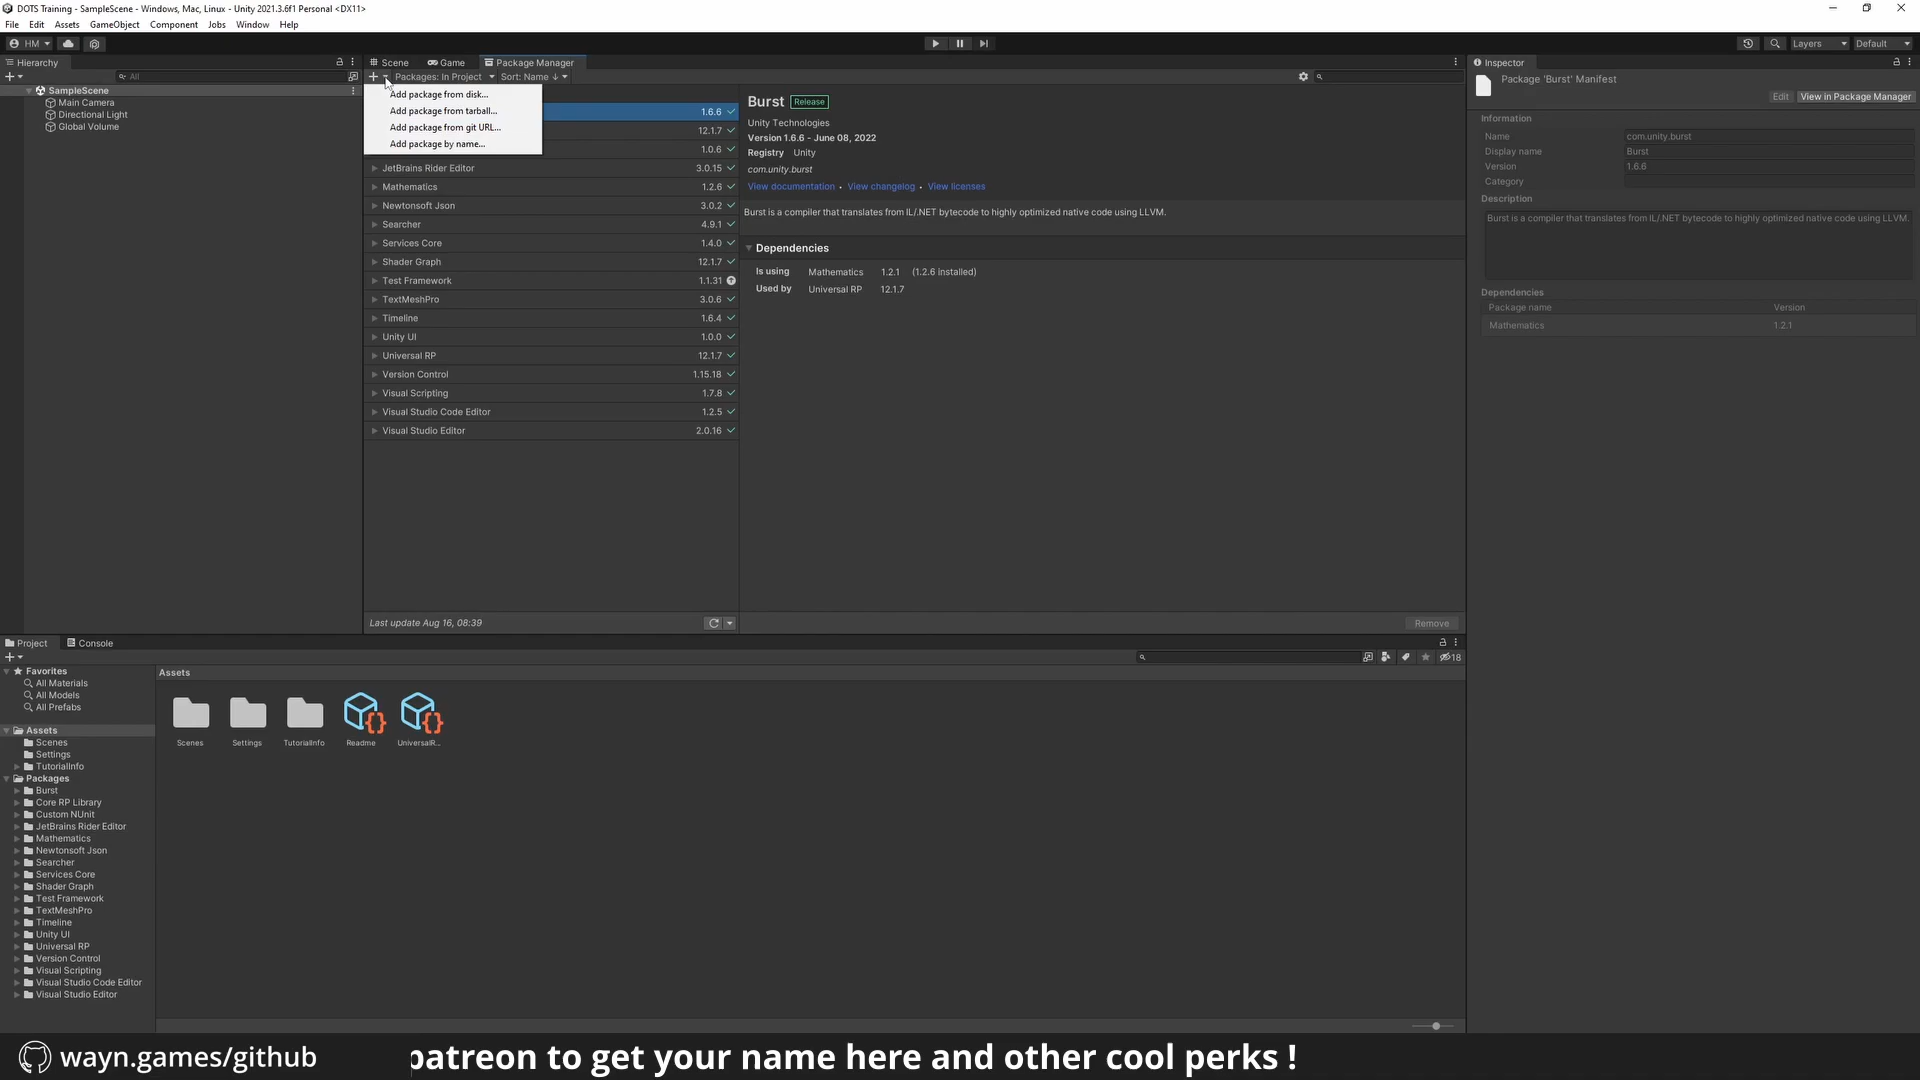 DOTS Training - SampleScene - Windows, Mac, Linux - Unity 2021.3.6f1 Personal <DX11>
File Edit Assets GameObject Component Jobs Window Help
HM Layers Default
Hierarchy
All
SampleScene
Main Camera
Directional Light
Global Volume
Scene Game Package Manager
Packages: In Project Sort: Name ↓
Add package from disk...
Add package from tarball...
Add package from git URL...
Add package by name...
1.6.6
12.1.7
1.0.6
JetBrains Rider Editor 3.0.15
Mathematics 1.2.6
Newtonsoft Json 3.0.2
Searcher 4.9.1
Services Core 1.4.0
Shader Graph 12.1.7
Test Framework 1.1.31
TextMeshPro 3.0.6
Timeline 1.6.4
Unity UI 1.0.0
Universal RP 12.1.7
Version Control 1.15.18
Visual Scripting 1.7.8
Visual Studio Code Editor 1.2.5
Visual Studio Editor 2.0.16
Last update Aug 16, 08:39
Burst Release
Unity Technologies
Version 1.6.6 - June 08, 2022
Registry Unity
com.unity.burst
View documentation • View changelog • View licenses
Burst is a compiler that translates from IL/.NET bytecode to highly optimized native code using LLVM.
Dependencies
Is using Mathematics 1.2.1 (1.2.6 installed)
Used by Universal RP 12.1.7
Remove
Inspector
Package 'Burst' Manifest
Edit View in Package Manager
Information
Name com.unity.burst
Display name Burst
Version 1.6.6
Category
Description
Burst is a compiler that translates from IL/.NET bytecode to highly optimized native code using LLVM.
Dependencies
Package name Version
Mathematics 1.2.1
Project Console
18
Favorites
All Materials
All Models
All Prefabs
Assets
Scenes
Settings
TutorialInfo
Packages
Burst
Core RP Library
Custom NUnit
JetBrains Rider Editor
Mathematics
Newtonsoft Json
Searcher
Services Core
Shader Graph
Test Framework
TextMeshPro
Timeline
Unity UI
Universal RP
Version Control
Visual Scripting
Visual Studio Code Editor
Visual Studio Editor
Assets
Scenes Settings TutorialInfo Readme UniversalR...
wayn.games/github patreon to get your name here and other cool perks !